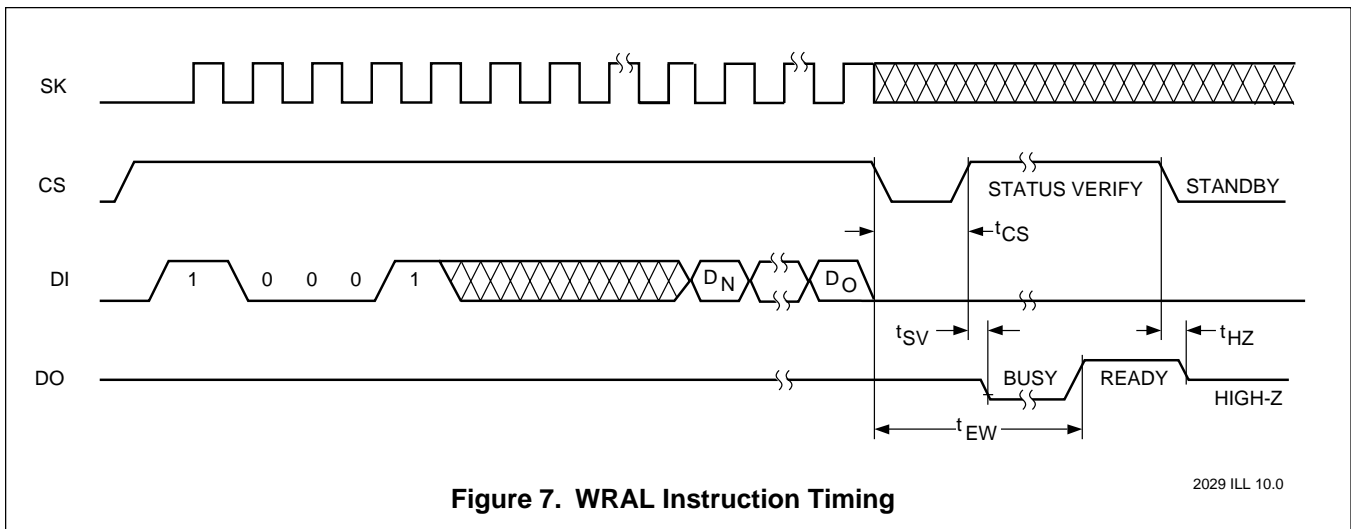 SK
CS
STATUS VERIFY
STANDBY
tCS
DI
1 0 0 0 1
DN
DO
tSV
tHZ
DO
BUSY
READY
HIGH-Z
tEW
Figure 7. WRAL Instruction Timing
2029 ILL 10.0